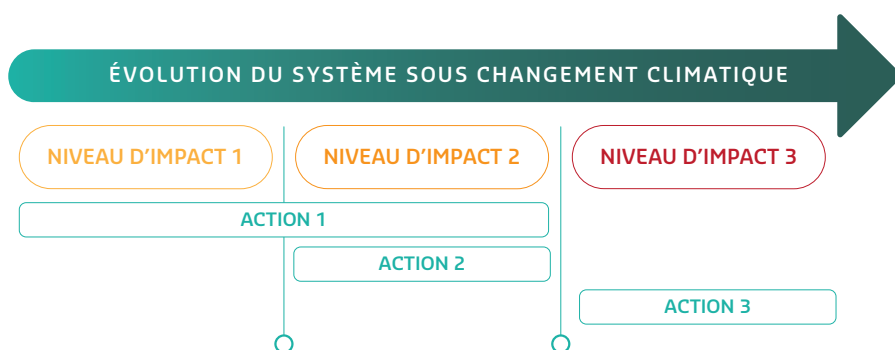 ÉVOLUTION DU SYSTÈME SOUS CHANGEMENT CLIMATIQUE
NIVEAU D'IMPACT 1
NIVEAU D'IMPACT 2
NIVEAU D'IMPACT 3
ACTION 1
ACTION 2
ACTION 3